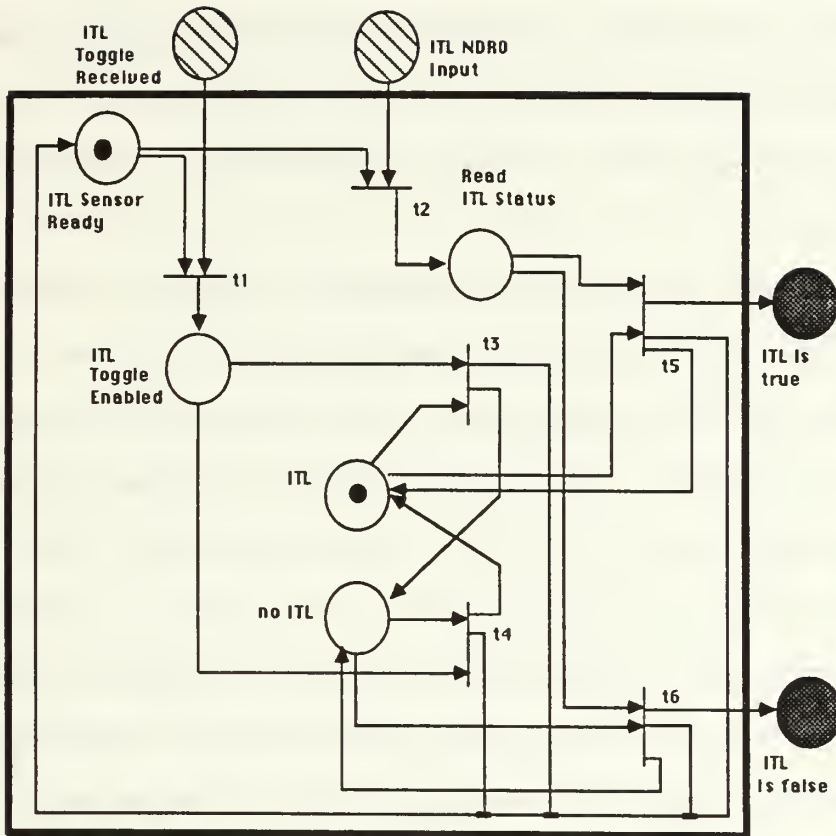 ITL
Toggle
Received
ITL NDRO
Input
ITL Sensor
Ready
t2
Read
ITL Status
t1
ITL
Toggle
Enabled
t3
t5
ITL is
true
ITL
no ITL
t4
t6
ITL
is false